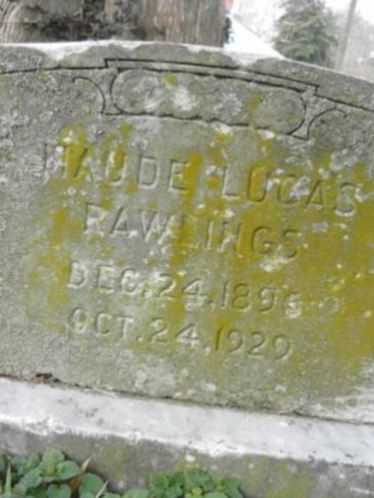 MAUDE LUCAS
RAWLINGS
DEC. 24, 1896
OCT. 24, 1929